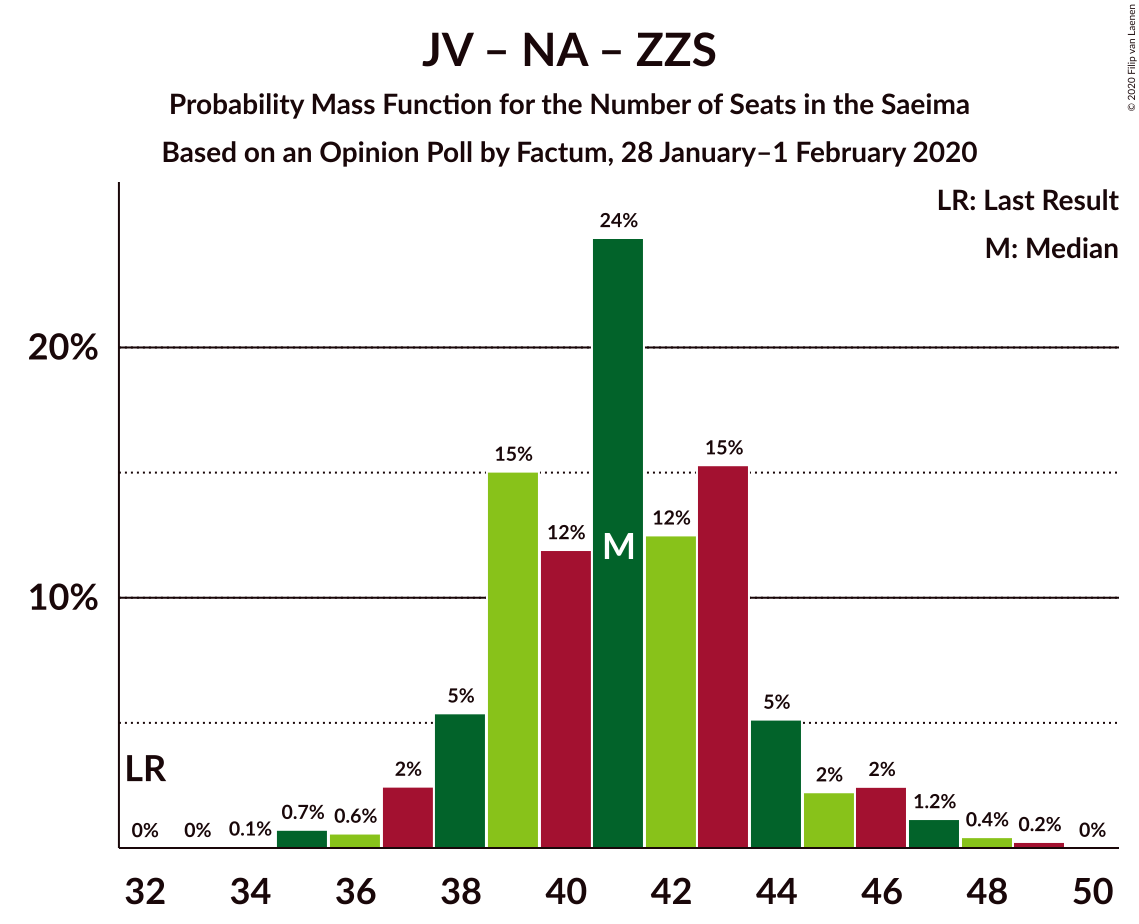 JV – NA – ZZS
Probability Mass Function for the Number of Seats in the Saeima
Based on an Opinion Poll by Factum, 28 January–1 February 2020
© 2020 Filip van Laenen
LR: Last Result
M: Median
24%
20%
15%
15%
12%
12%
M
10%
5%
5%
LR
2%
2%
2%
0.7%
0.6%
1.2%
0.4%
0.2%
0%
0%
0.1%
0%
32 34 36 38 40 42 44 46 48 50